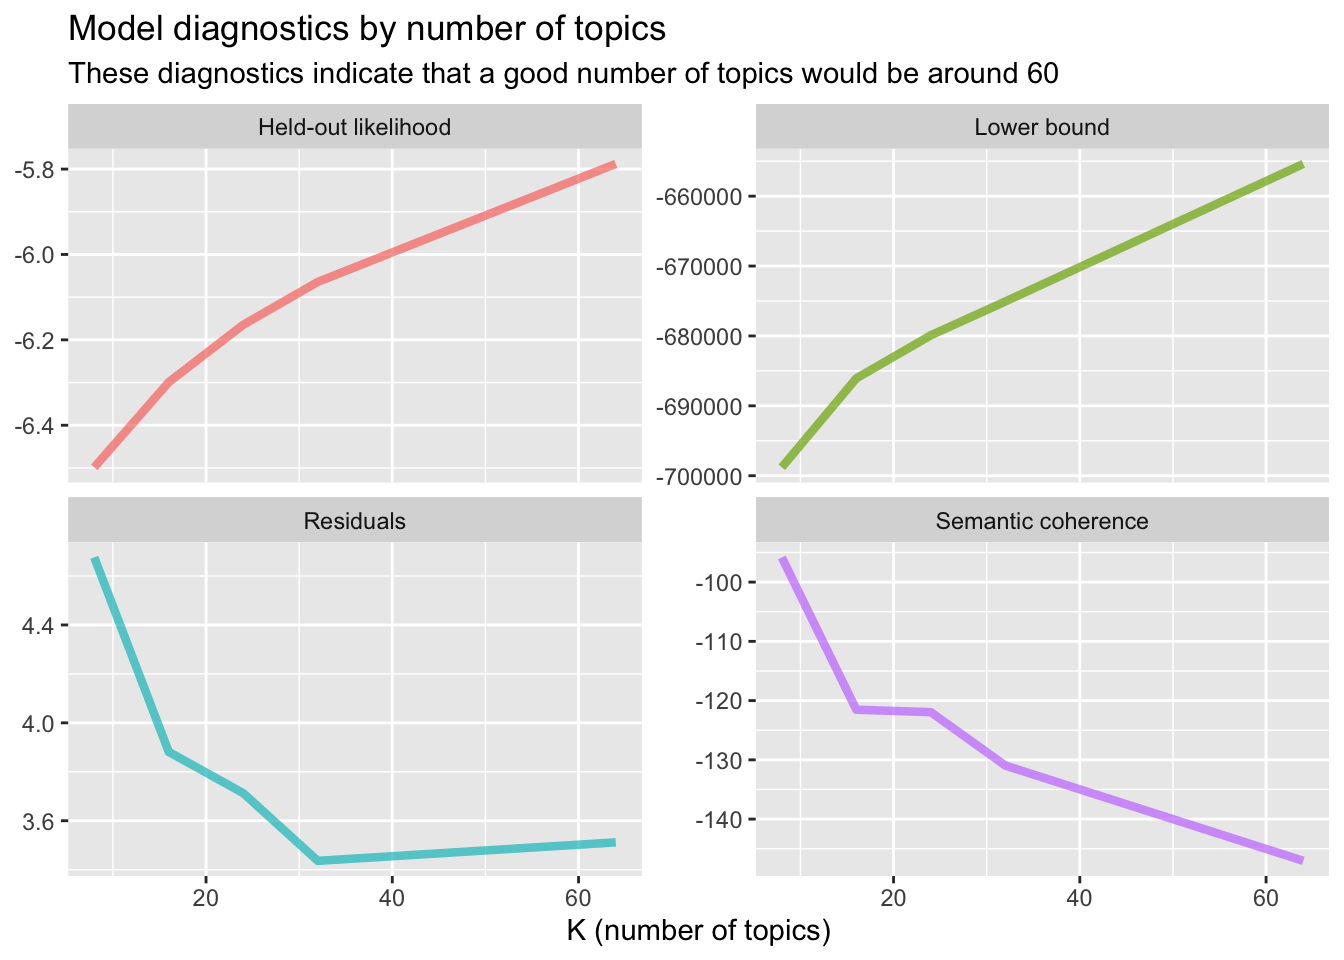 Model diagnostics by number of topics
These diagnostics indicate that a good number of topics would be around 60
Held-out likelihood
-5.8
-6.0
-6.2
-6.4
Lower bound
-660000
-670000
-680000
-690000
-700000
Residuals
4.4
4.0
3.6
20 40 60
Semantic coherence
-100
-110
-120
-130
-140
20 40 60
K (number of topics)